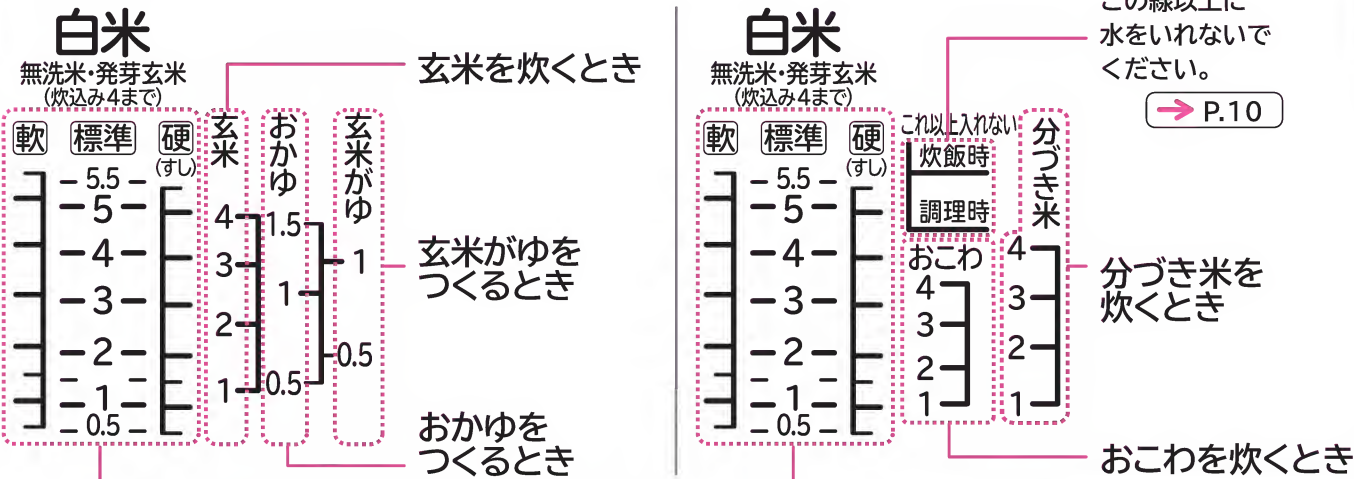 白米
無洗米・発芽玄米
(炊込み4まで)
軟
標準
硬
(すし)
5.5
5
4
3
2
1
0.5
玄米
4
3
2
1
おかゆ
1.5
1
0.5
玄米がゆ
1
0.5
玄米を炊くとき
玄米がゆを
つくるとき
おかゆを
つくるとき
白米
無洗米・発芽玄米
(炊込み4まで)
軟
標準
硬
(すし)
5.5
5
4
3
2
1
0.5
これ以上入れない
炊飯時
調理時
おこわ
4
3
2
1
分づき米
4
3
2
1
この線以上に
水をいれないで
ください。
→ P.10
分づき米を
炊くとき
おこわを炊くとき